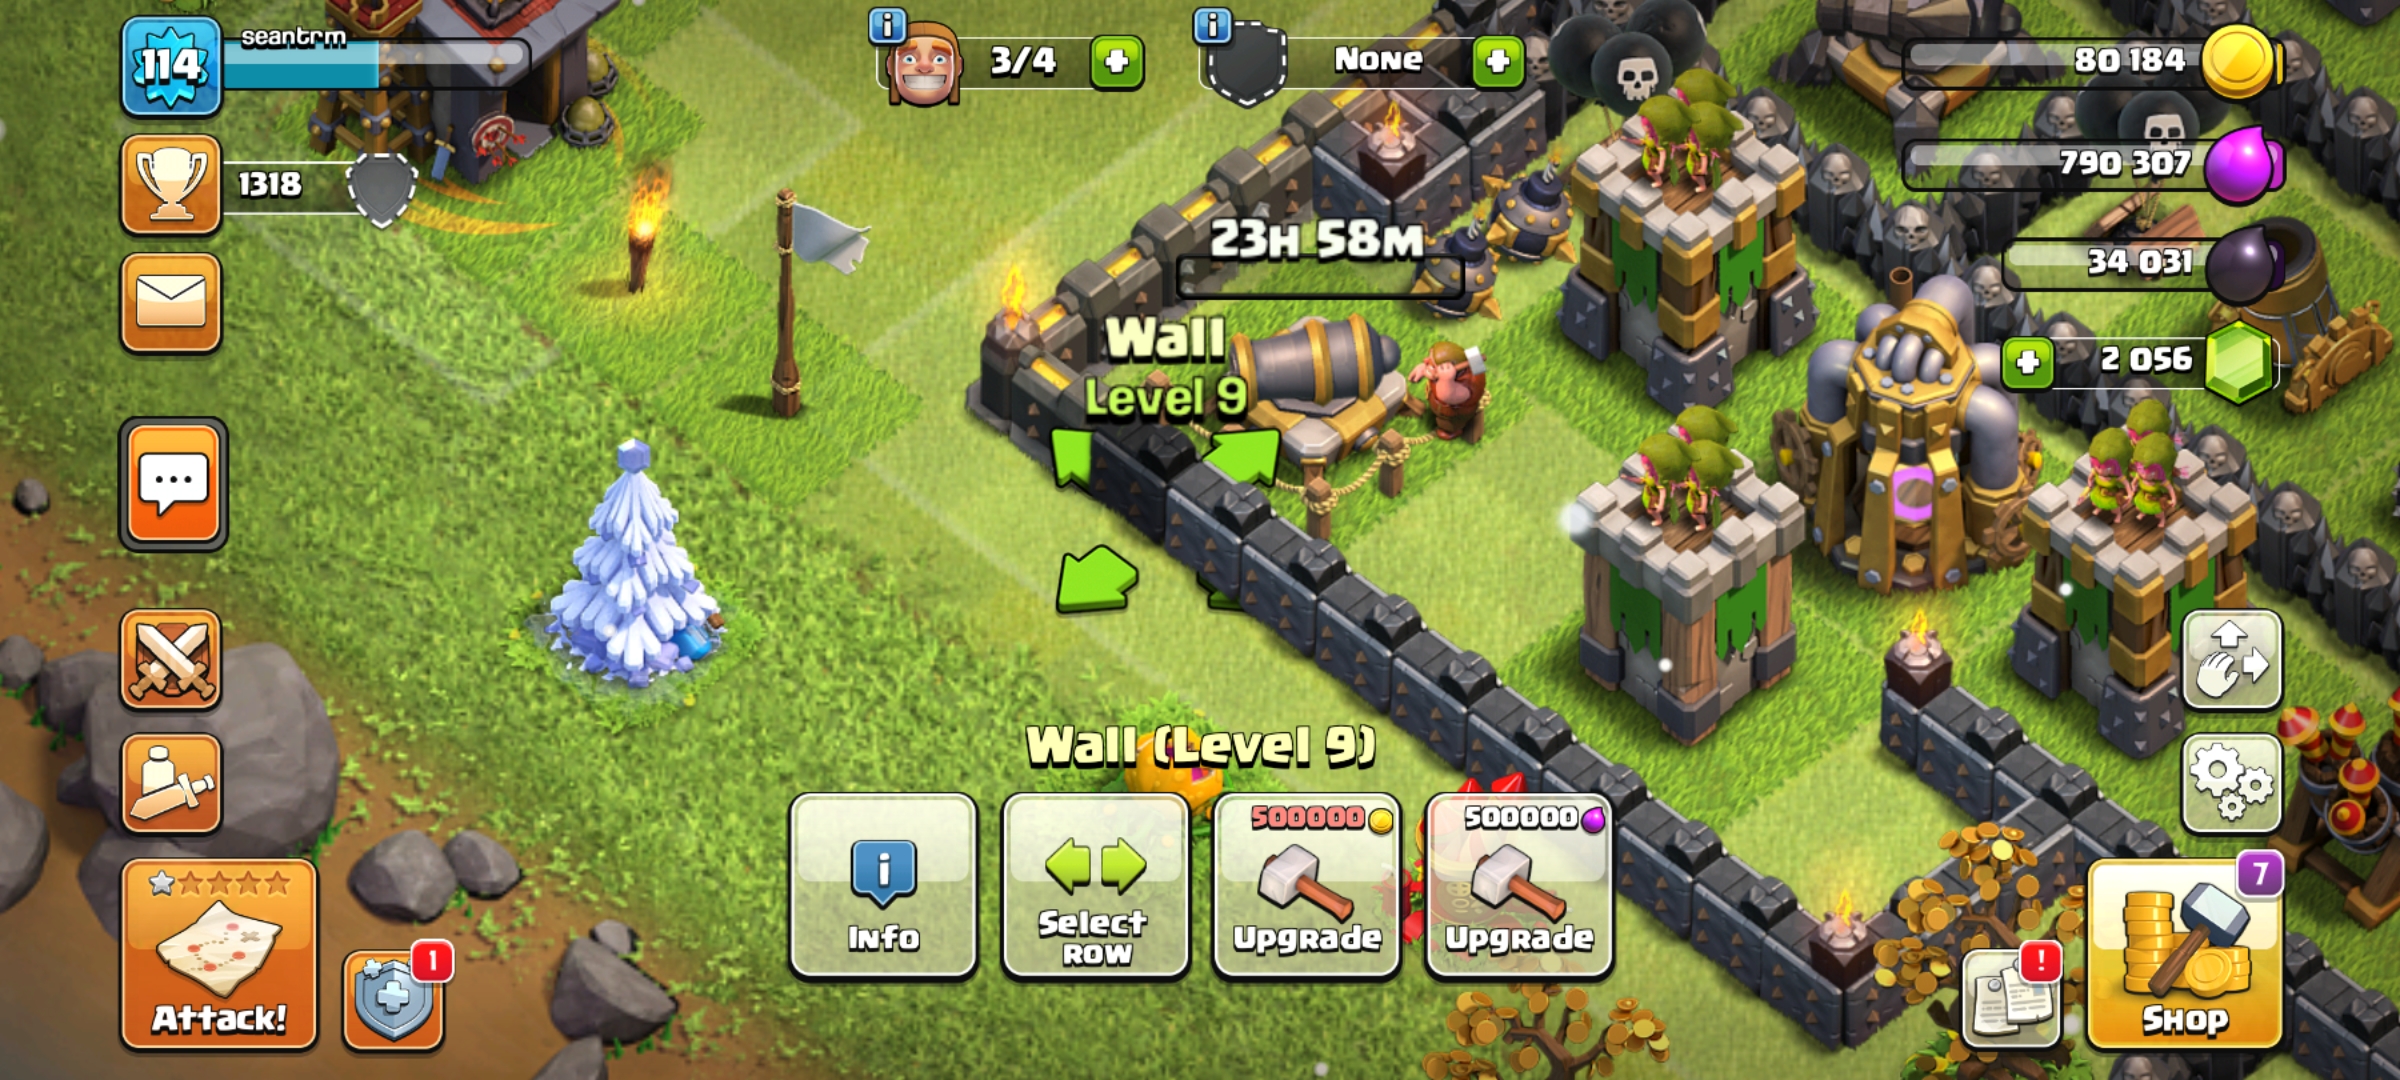 114
seantrm
3/4
None
80 184
1318
790 307
23H 58M
34 031
2 056
Wall
Level 9
Wall (Level 9)
500000
500000
Info
Select
Row
Upgrade
Upgrade
7
1
!
Attack!
Shop